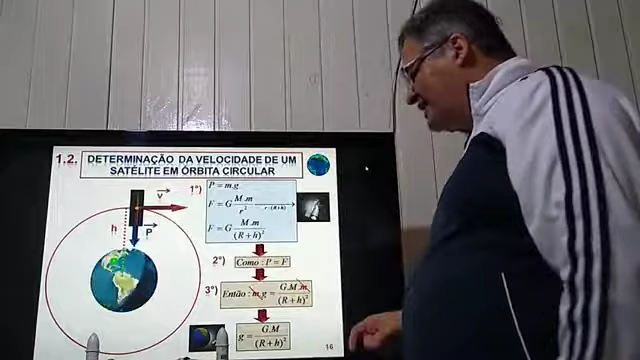 1.2. DETERMINAÇÃO DA VELOCIDADE DE UM
SATÉLITE EM ÓRBITA CIRCULAR
V
h
P
1º)
P = m.g
F = G M.m / r² r=(R+h)
F = G M.m / (R + h)²
2º) Como : P = F
3º) Então : m.g = G.M.m / (R + h)²
g = G.M / (R + h)²
16